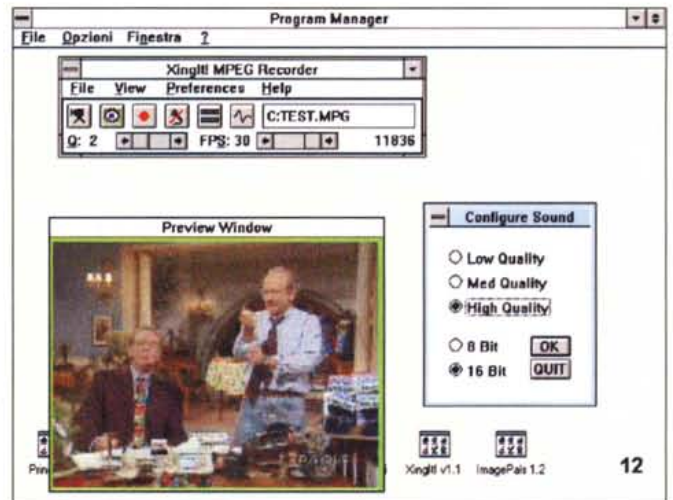 Program Manager
File Opzioni Finestra ?
XingIt! MPEG Recorder
File View Preferences Help
C:TEST.MPG
Q: 2 FPS: 30 11836
Preview Window
Configure Sound
Low Quality
Med Quality
High Quality
8 Bit OK
16 Bit QUIT
XingIt! v1.1 ImagePals 1.2
12